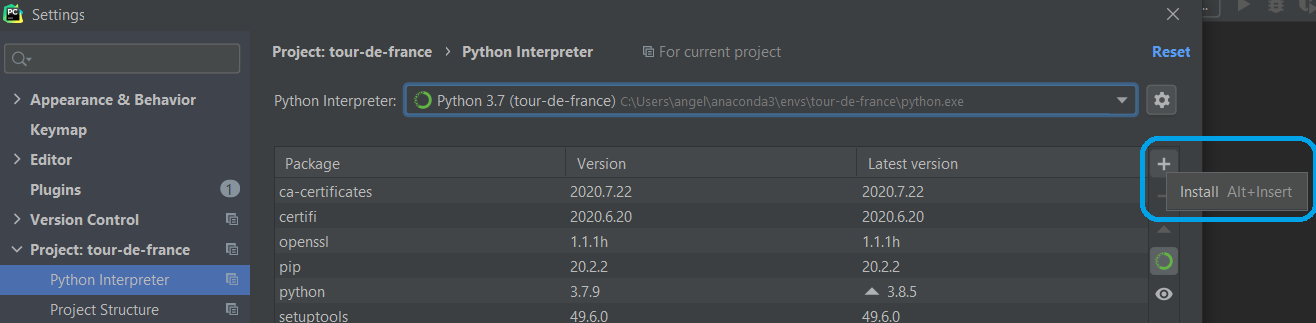 PC Settings
Project: tour-de-france › Python Interpreter For current project Reset
Python Interpreter: Python 3.7 (tour-de-france) C:\Users\angel\anaconda3\envs\tour-de-france\python.exe
Appearance & Behavior
Keymap
Editor
Plugins 1
Version Control
Project: tour-de-france
Python Interpreter
Project Structure
Package Version Latest version
ca-certificates 2020.7.22 2020.7.22
certifi 2020.6.20 2020.6.20
openssl 1.1.1h 1.1.1h
pip 20.2.2 20.2.2
python 3.7.9 3.8.5
setuptools 49.6.0 49.6.0
Install Alt+Insert